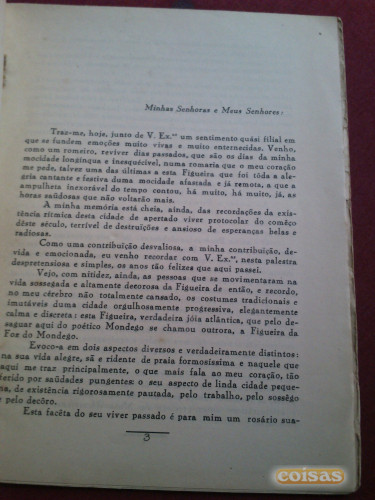 Minhas Senhoras e Meus Senhores:
Traz-me, hoje, junto de V. Ex.as um sentimento quási filial em
que se fundem emoções muito vivas e muito enternecidas. Venho,
como um romeiro, reviver dias passados, que são os dias da minha
mocidade longínqua e inesquecível, numa romaria que o meu coração
me pede, talvez uma das últimas a esta Figueira que foi tôda a ale-
gria cantante e festiva duma mocidade afastada e já remota, a que a
ampulheta inexorável do tempo contou, há muito, há muito, já, as
horas saüdosas que não voltarão mais.
A minha memória está cheia, ainda, das recordações da exis-
tência rítmica desta cidade de apertado viver protocolar do comêço
dêste século, terrível de destruïções e ansioso de esperanças belas e
radiosas.
Como uma contribuïção desvaliosa, a minha contribuïção, de-
vida e emocionada, eu venho recordar com V. Ex.as, nesta palestra
despretensiosa e simples, os anos tão felizes que aqui passei.
Vejo, com nitidez, ainda, as pessoas que se movimentaram na
vida sossegada e altamente decorosa da Figueira de então, e recordo,
no meu cérebro não totalmente cansado, os costumes tradicionais e
imutáveis duma cidade orgulhosamente progressiva, elegantemente
calma e discreta: esta Figueira, verdadeira jóia atlântica, que pelo de-
saguar aqui do poético Mondego se chamou outrora, a Figueira da
Foz do Mondego.
Evoco-a em dois aspectos diversos e verdadeiramente distintos:
na sua vida alegre, sã e ridente de praia formosíssima e naquele que
aqui me traz principalmente, o que mais fala ao meu coração, tão
ferido por saüdades pungentes: o seu aspecto de linda cidade peque-
na, de existência rigorosamente pautada, pelo trabalho, pelo sossêgo
e pelo decôro.
Esta facêta do seu viver passado é para mim um rosário sua-
3
coisas